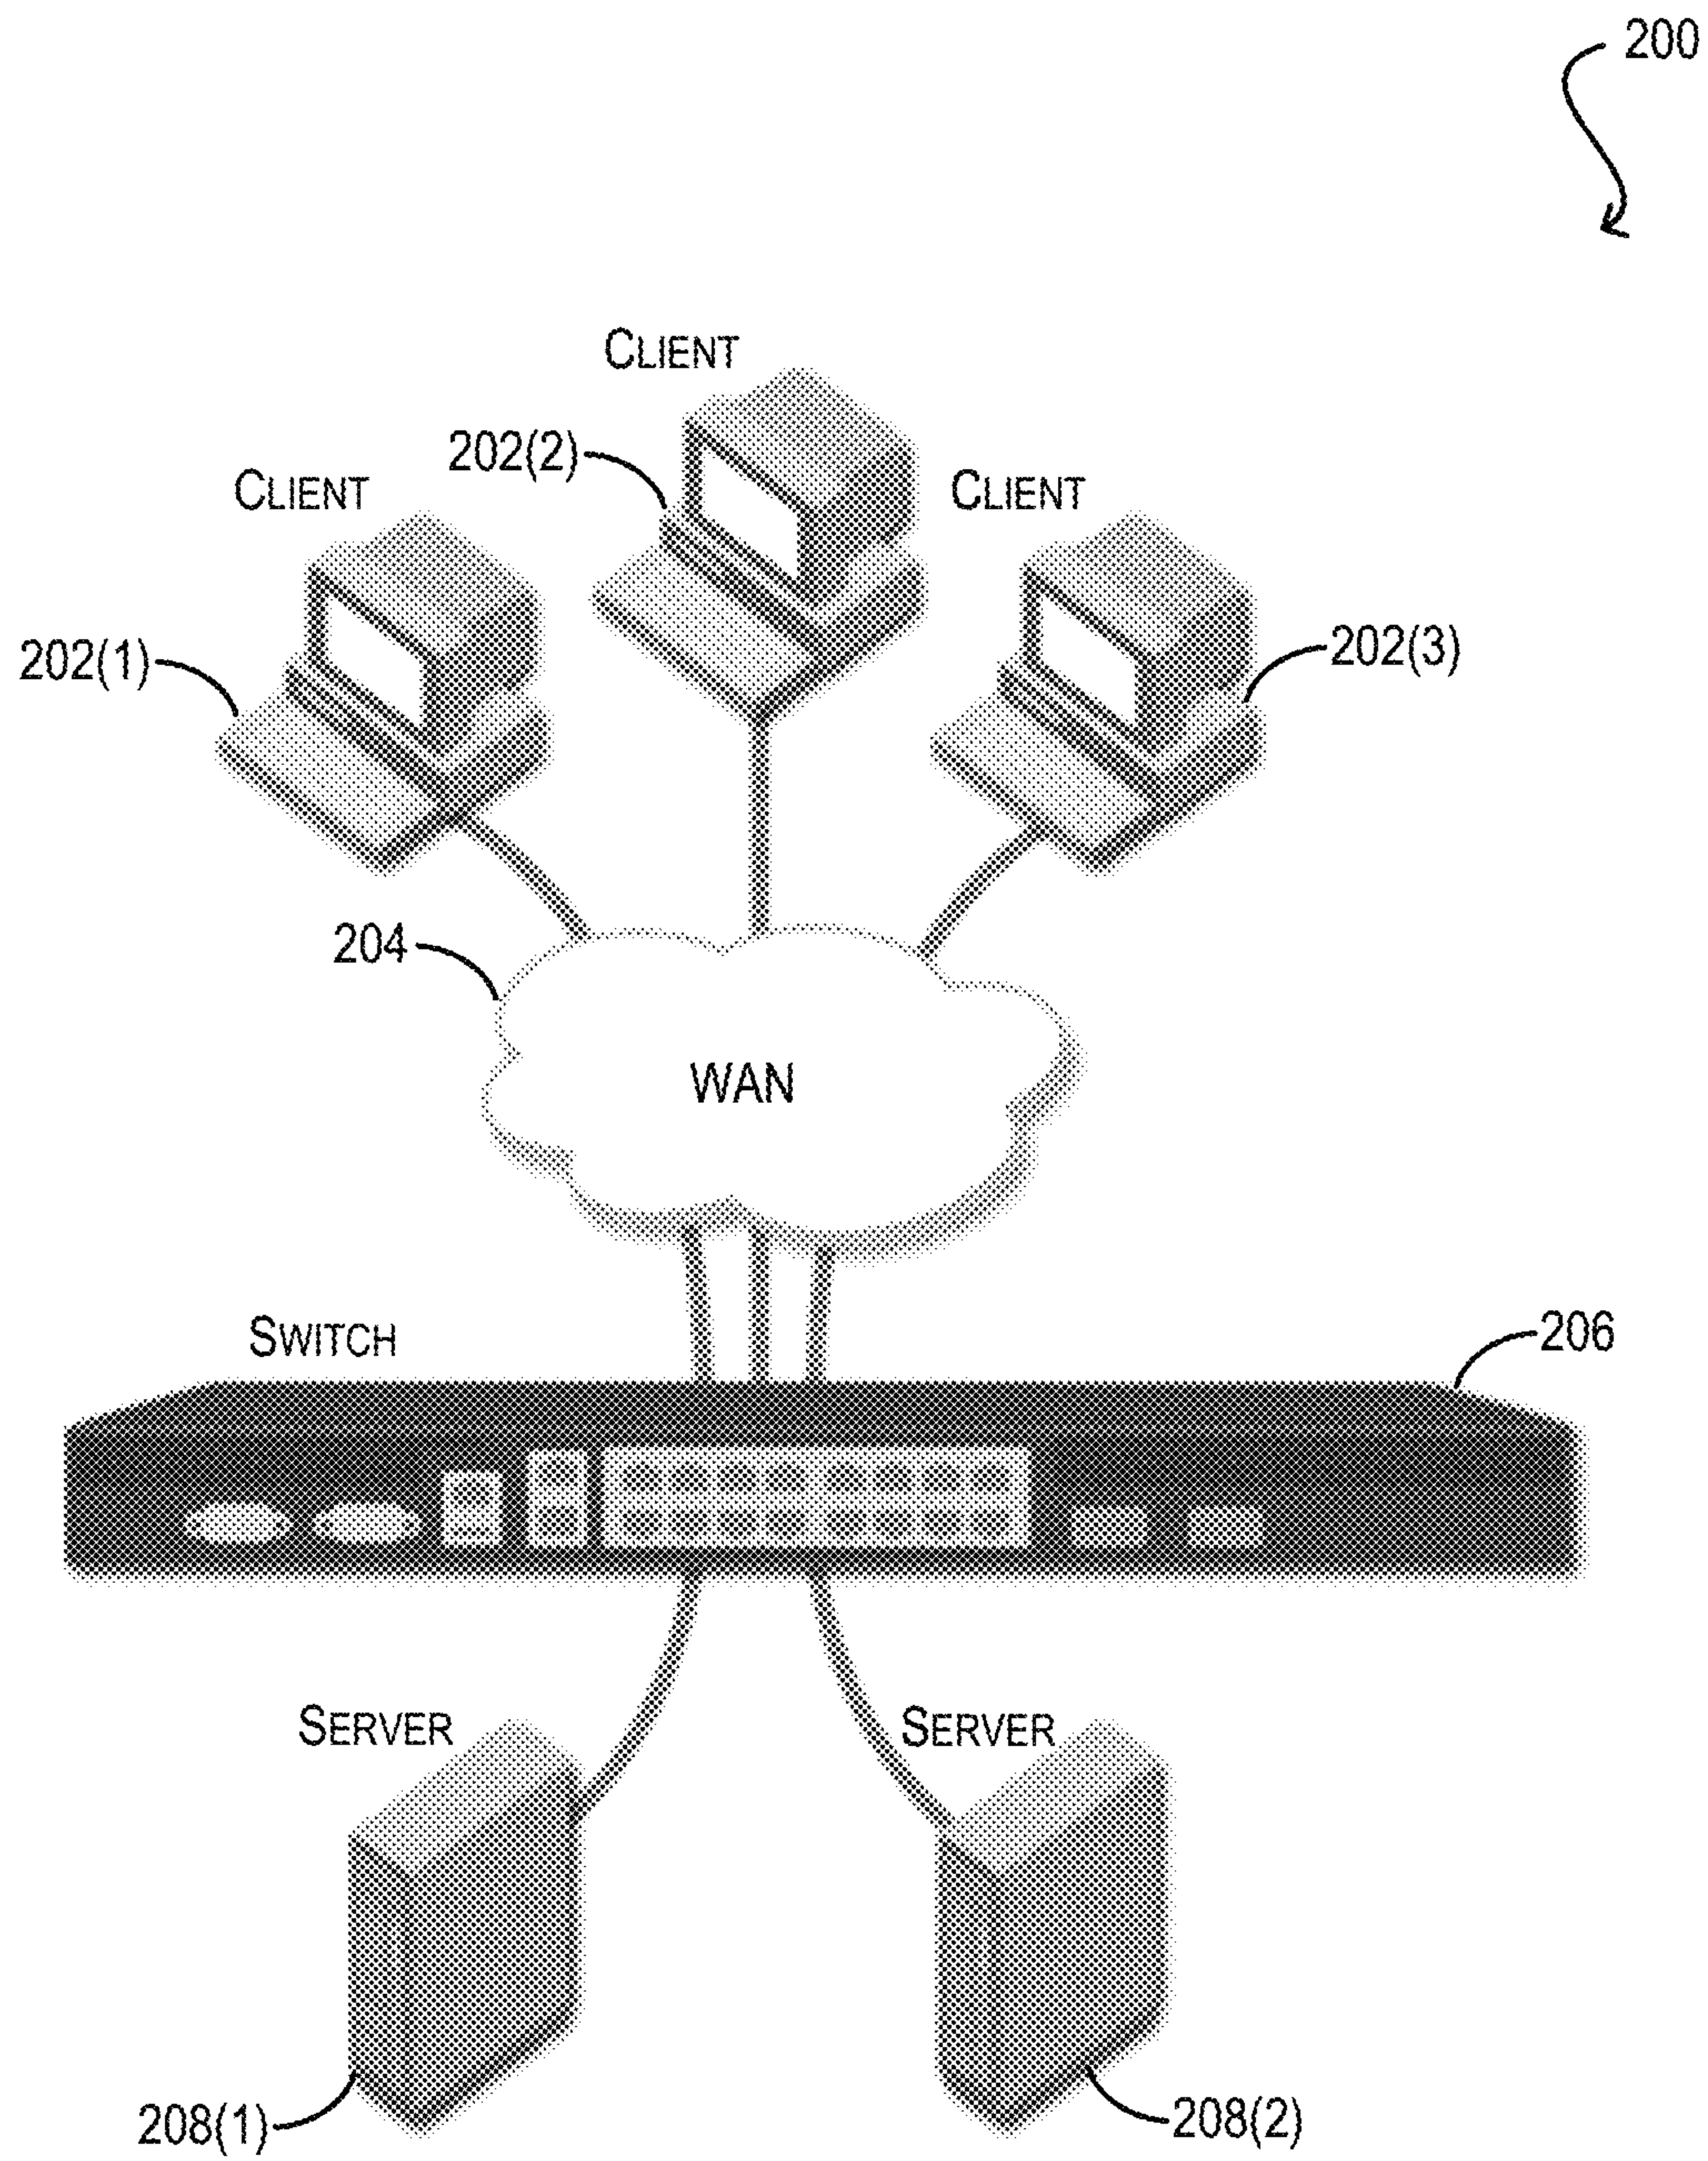 200
CLIENT
202(2)
CLIENT
CLIENT
202(1)
202(3)
204
WAN
SWITCH
206
SERVER
SERVER
208(1)
208(2)